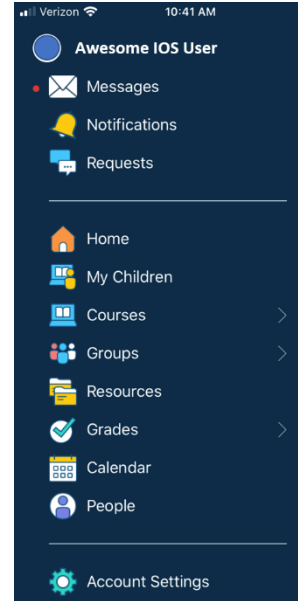 Verizon 10:41 AM
Awesome IOS User
Messages
Notifications
Requests
Home
My Children
Courses
Groups
Resources
Grades
Calendar
People
Account Settings